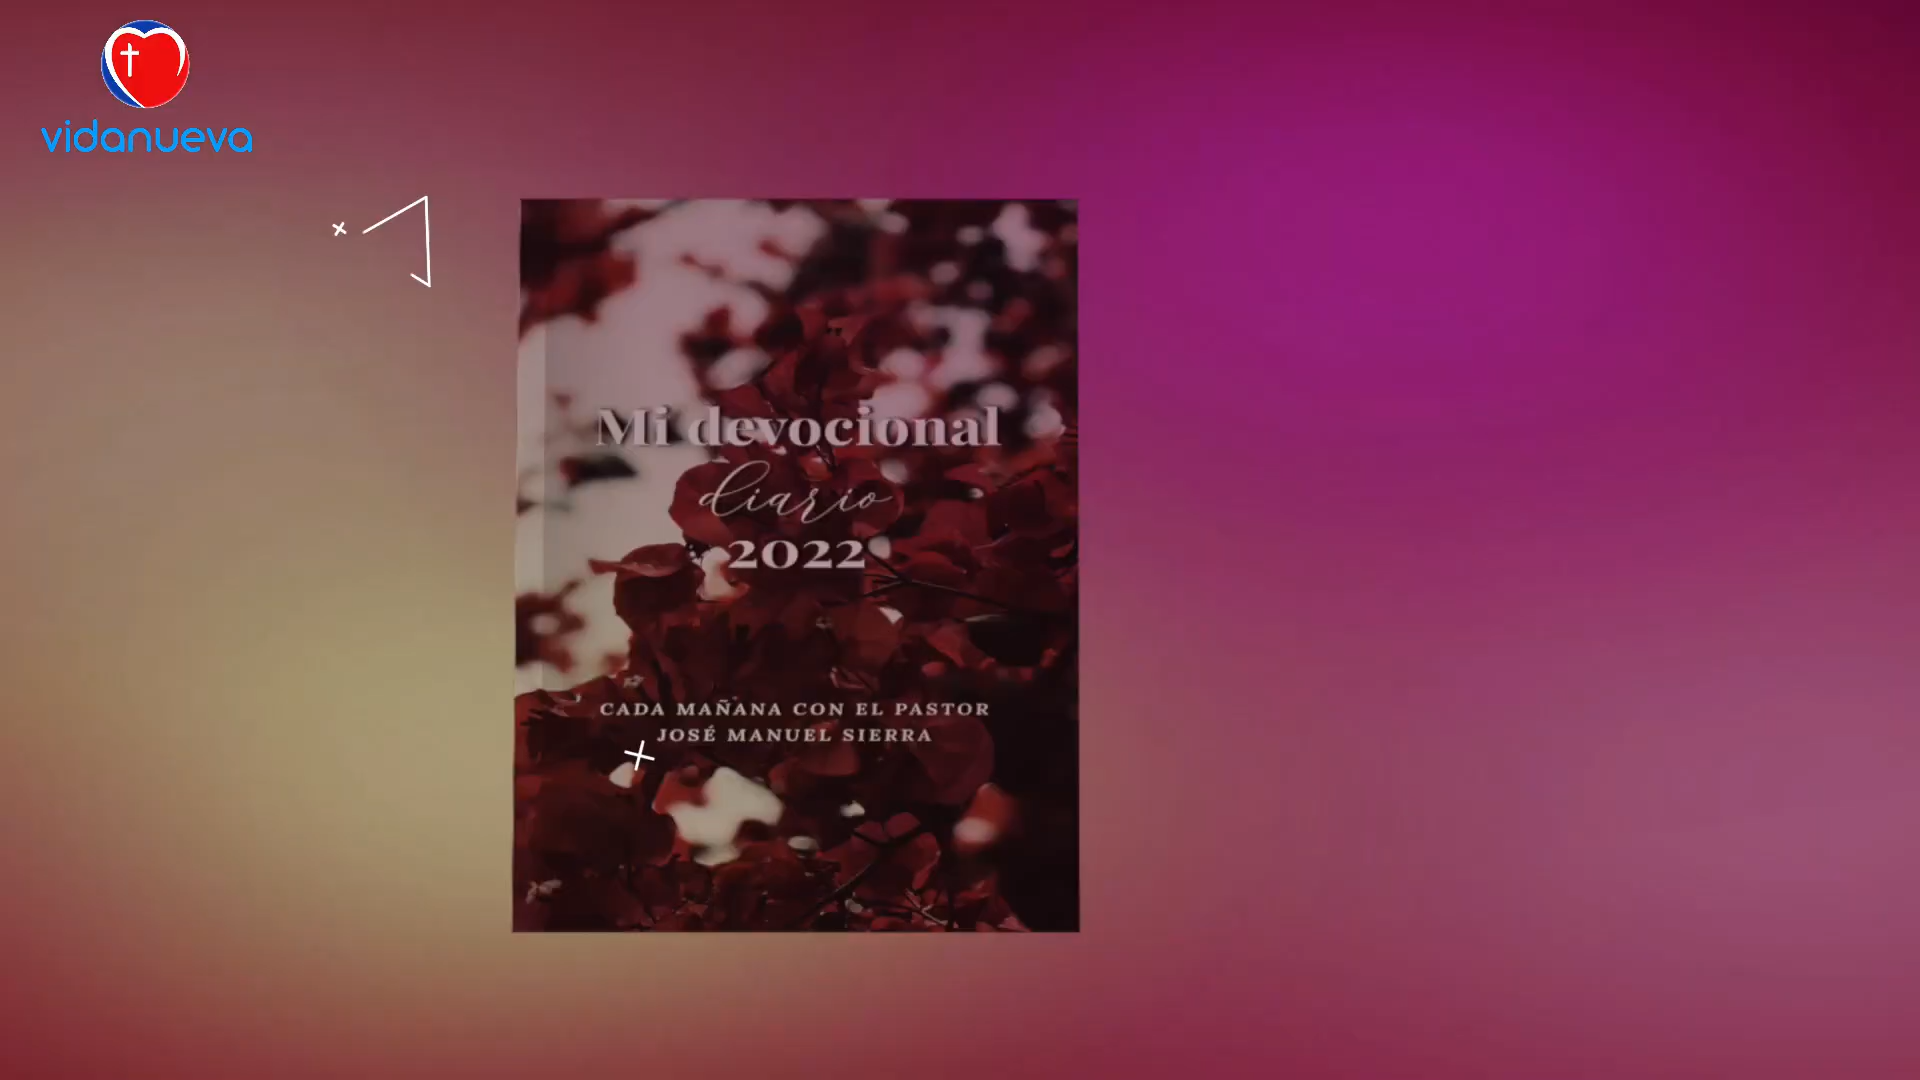 vidanueva
Mi devocional
diario
2022
CADA MAÑANA CON EL PASTOR
JOSÉ MANUEL SIERRA